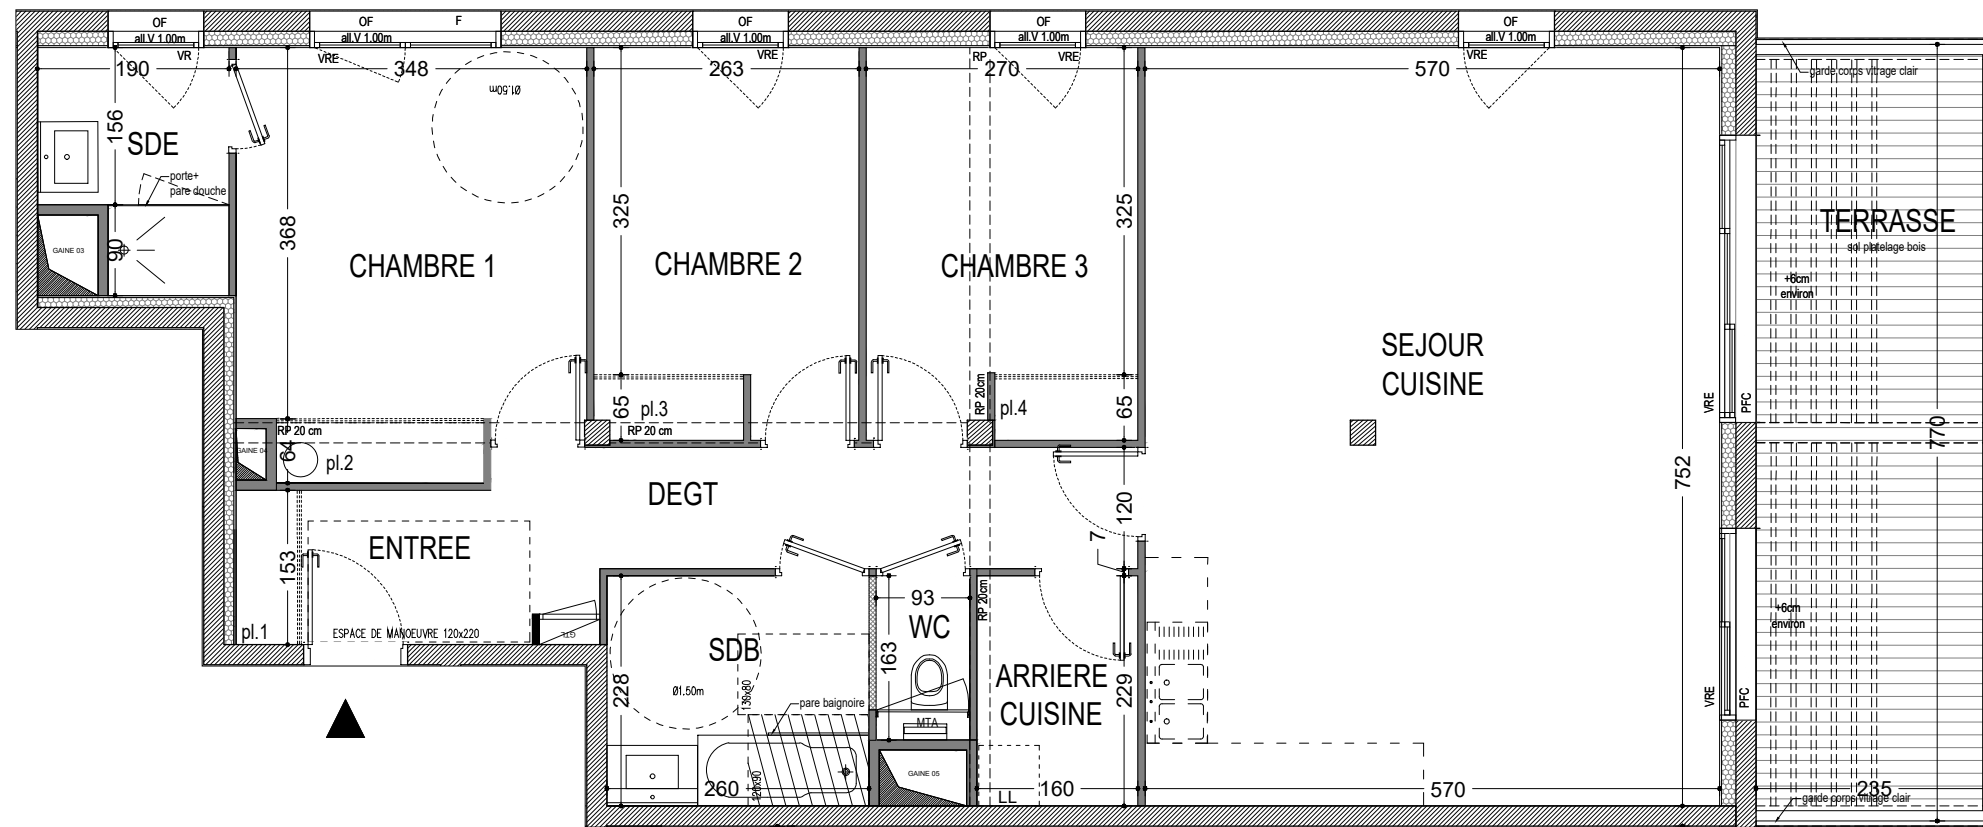 OF
OF
F
OF
OF
OF
all.V 1.00m
all.V 1.00m
all.V 1.00m
all.V 1.00m
all.V 1.00m
VR
VRE
VRE
RP
VRE
VRE
190
348
263
270
570
garde corps vitrage clair
Ø1.50m
156
SDE
porte+
pare douche
368
325
325
90
GAINE 03
CHAMBRE 1
CHAMBRE 2
CHAMBRE 3
TERRASSE
sol platelage bois
+6cm
environ
SEJOUR
CUISINE
65
pl.3
RP 20cm
pl.4
65
VRE
PFC
RP 20 cm
RP 20 cm
GAINE 04
64
pl.2
770
752
DEGT
120
7
ENTREE
153
pl.1
ESPACE DE MANOEUVRE 120x220
GTL
93
WC
RP 20cm
+6cm
environ
SDB
163
228
Ø1.50m
130x80
pare baignoire
ARRIERE
CUISINE
229
VRE
PFC
MTA
GAINE 05
260
120x90
LL
160
570
235
garde corps vitrage clair